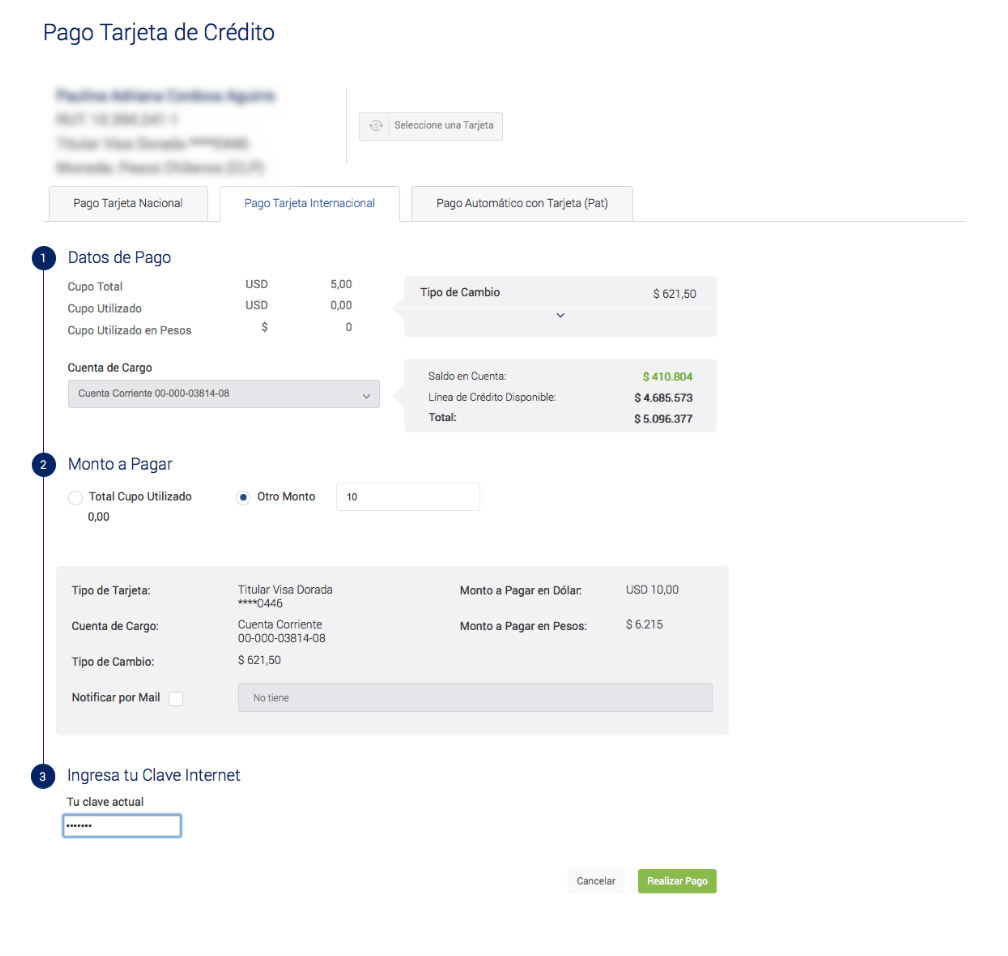 Pago Tarjeta de Crédito
Seleccione una Tarjeta
Pago Tarjeta Nacional
Pago Tarjeta Internacional
Pago Automático con Tarjeta (Pat)
1 Datos de Pago
Cupo Total USD 5,00
Cupo Utilizado USD 0,00
Cupo Utilizado en Pesos $ 0
Tipo de Cambio $ 621,50
Cuenta de Cargo
Cuenta Corriente 00-000-03814-08
Saldo en Cuenta: $ 410.804
Línea de Crédito Disponible: $ 4.685.573
Total: $ 5.096.377
2 Monto a Pagar
Total Cupo Utilizado
0,00
Otro Monto 10
Tipo de Tarjeta: Titular Visa Dorada
****0446
Monto a Pagar en Dólar: USD 10,00
Cuenta de Cargo: Cuenta Corriente
00-000-03814-08
Monto a Pagar en Pesos: $ 6.215
Tipo de Cambio: $ 621,50
Notificar por Mail No tiene
3 Ingresa tu Clave Internet
Tu clave actual
•••••••
Cancelar
Realizar Pago